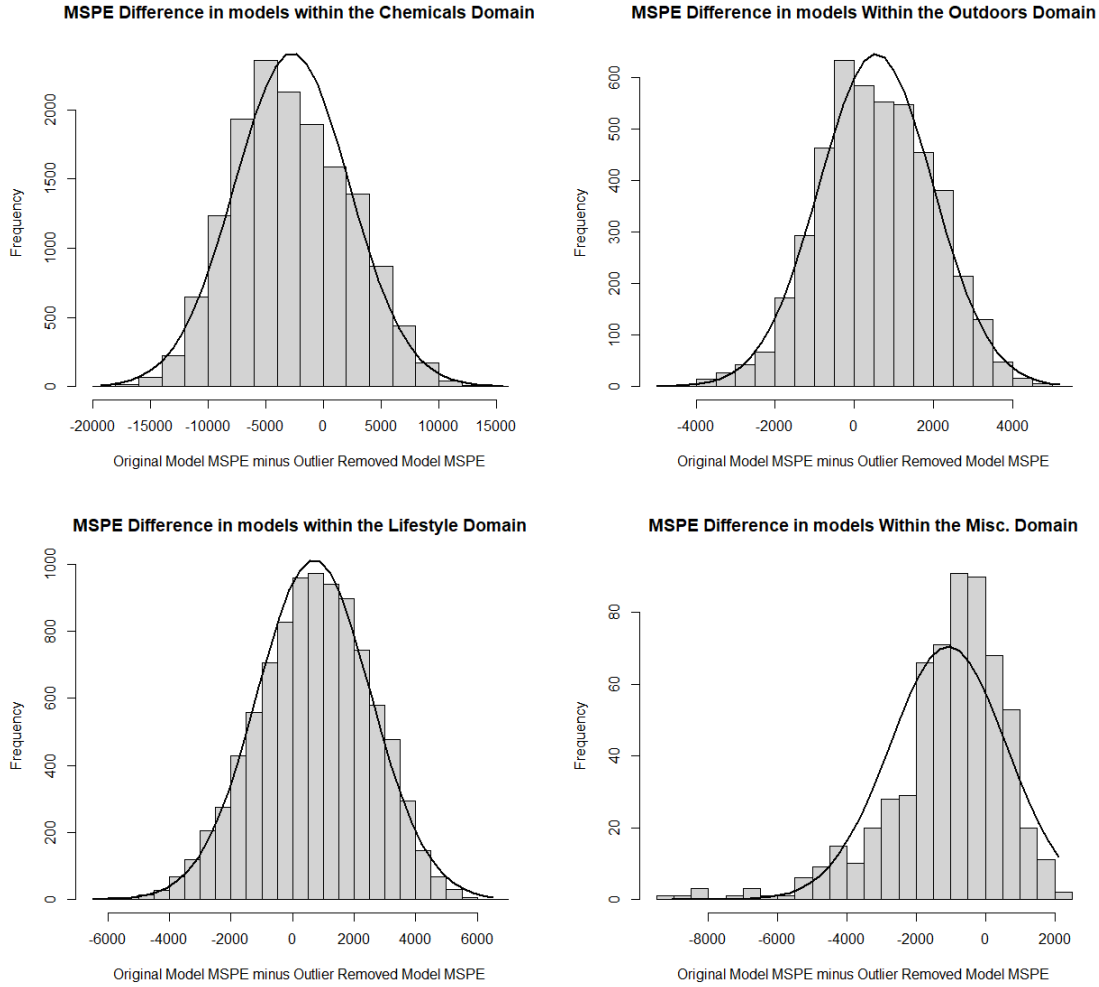 MSPE Difference in models within the Chemicals Domain
Frequency
0
500
1000
1500
2000
-20000 -15000 -10000 -5000 0 5000 10000 15000
Original Model MSPE minus Outlier Removed Model MSPE
MSPE Difference in models Within the Outdoors Domain
Frequency
0
100
200
300
400
500
600
-4000 -2000 0 2000 4000
Original Model MSPE minus Outlier Removed Model MSPE
MSPE Difference in models within the Lifestyle Domain
Frequency
0
200
400
600
800
1000
-6000 -4000 -2000 0 2000 4000 6000
Original Model MSPE minus Outlier Removed Model MSPE
MSPE Difference in models Within the Misc. Domain
Frequency
0
20
40
60
80
-8000 -6000 -4000 -2000 0 2000
Original Model MSPE minus Outlier Removed Model MSPE